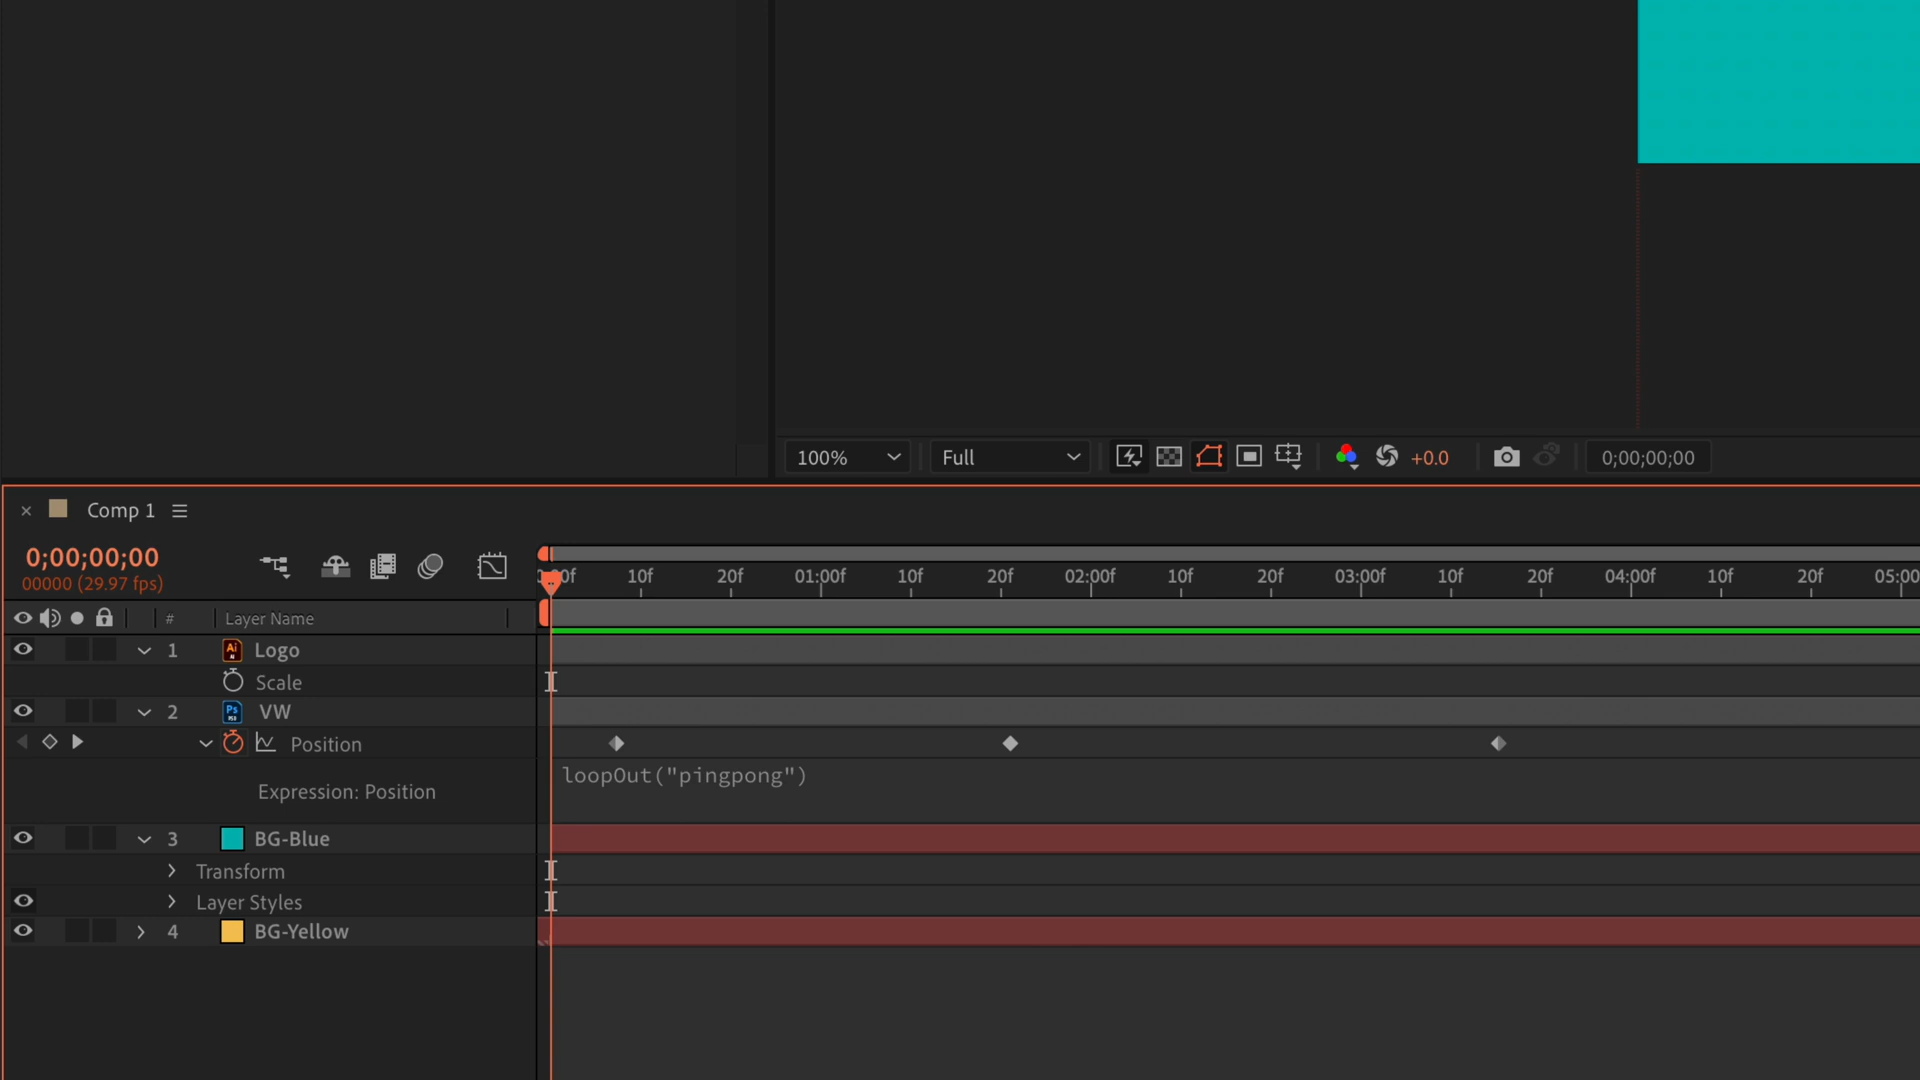 100%
Full
+0.0
0;00;00;00
Comp 1
0;00;00;00
00000 (29.97 fps)
10f 20f 01:00f 10f 20f 02:00f 10f 20f 03:00f 10f 20f 04:00f 10f 20f 05:00
# Layer Name
1 Ai Logo
Scale
2 Ps VW
Position
loopOut("pingpong")
Expression: Position
3 BG-Blue
Transform
Layer Styles
4 BG-Yellow